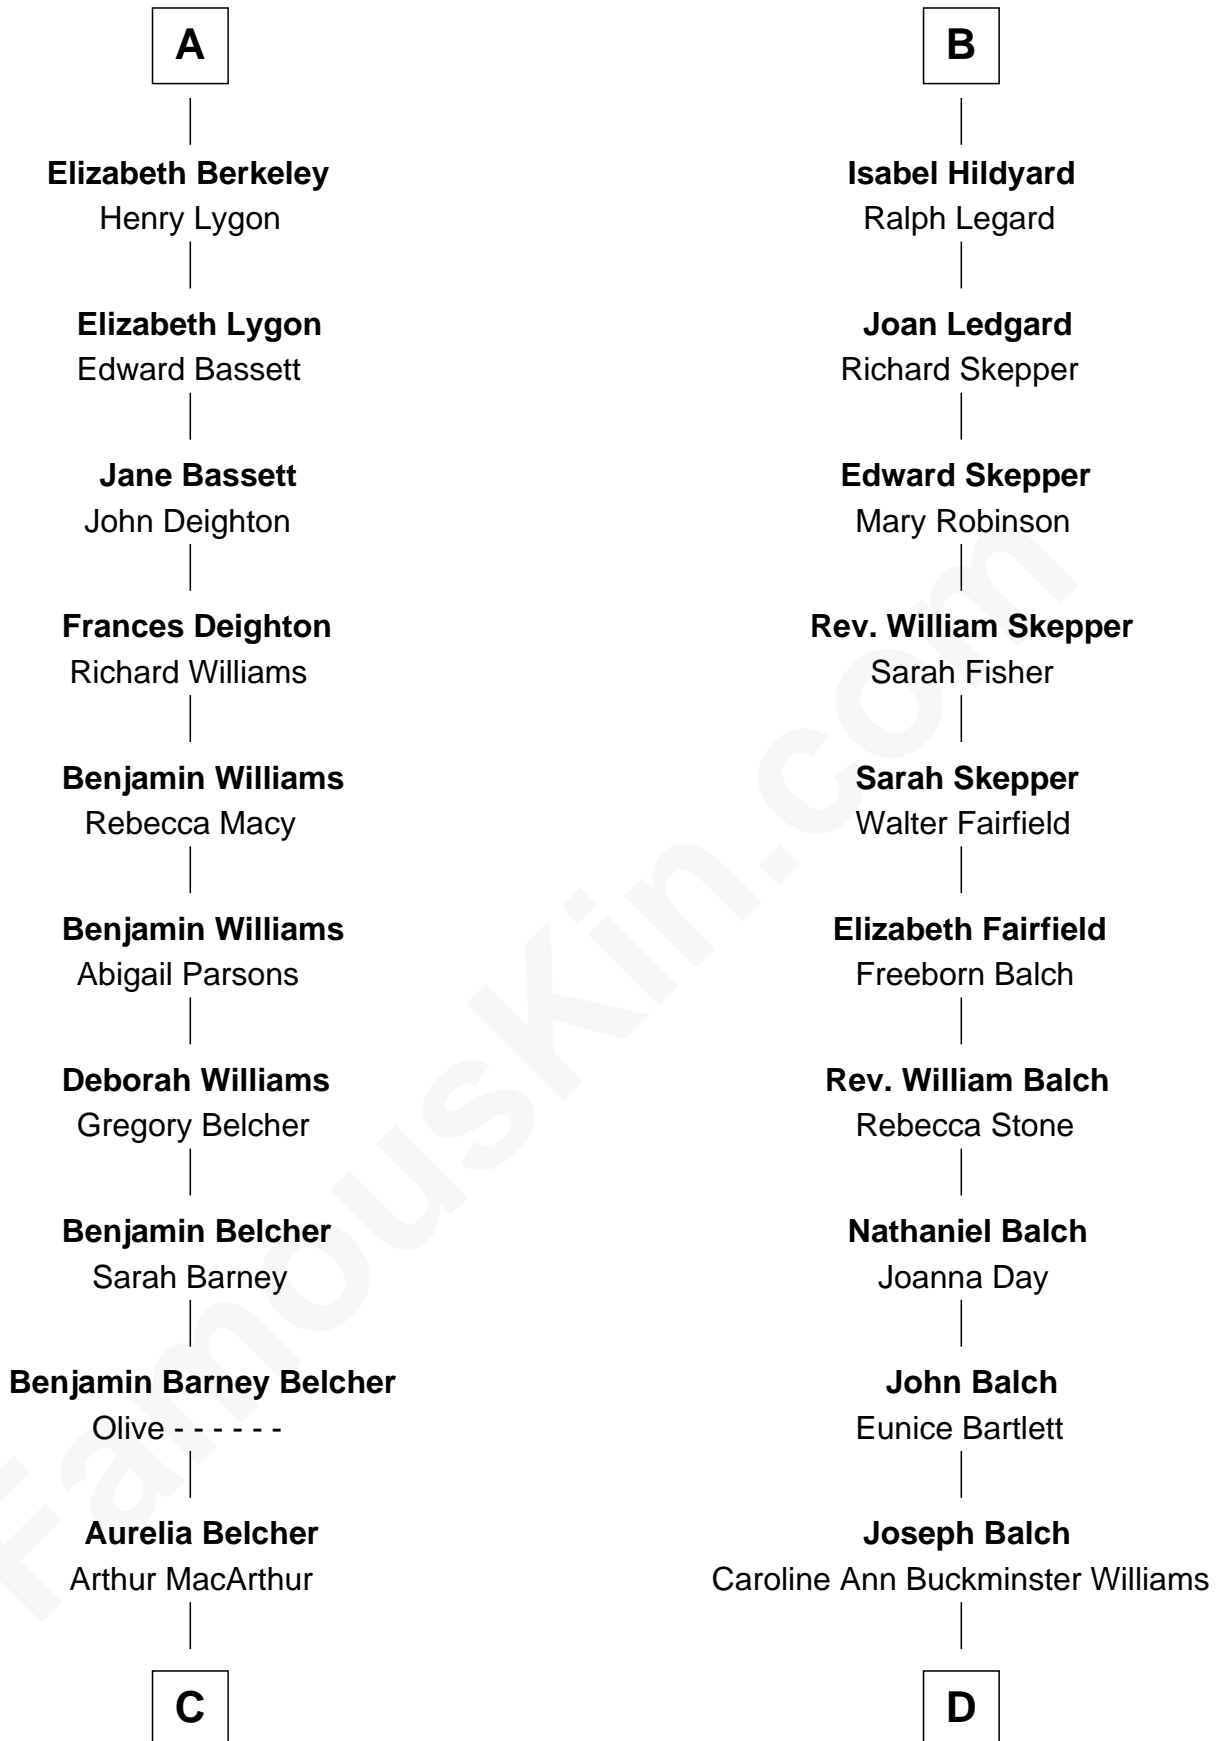 A
Elizabeth Berkeley
Henry Lygon
Elizabeth Lygon
Edward Bassett
Jane Bassett
John Deighton
Frances Deighton
Richard Williams
Benjamin Williams
Rebecca Macy
Benjamin Williams
Abigail Parsons
Deborah Williams
Gregory Belcher
Benjamin Belcher
Sarah Barney
Benjamin Barney Belcher
Olive - - - - - -
Aurelia Belcher
Arthur MacArthur
C
B
Isabel Hildyard
Ralph Legard
Joan Ledgard
Richard Skepper
Edward Skepper
Mary Robinson
Rev. William Skepper
Sarah Fisher
Sarah Skepper
Walter Fairfield
Elizabeth Fairfield
Freeborn Balch
Rev. William Balch
Rebecca Stone
Nathaniel Balch
Joanna Day
John Balch
Eunice Bartlett
Joseph Balch
Caroline Ann Buckminster Williams
D
FamousKin.com